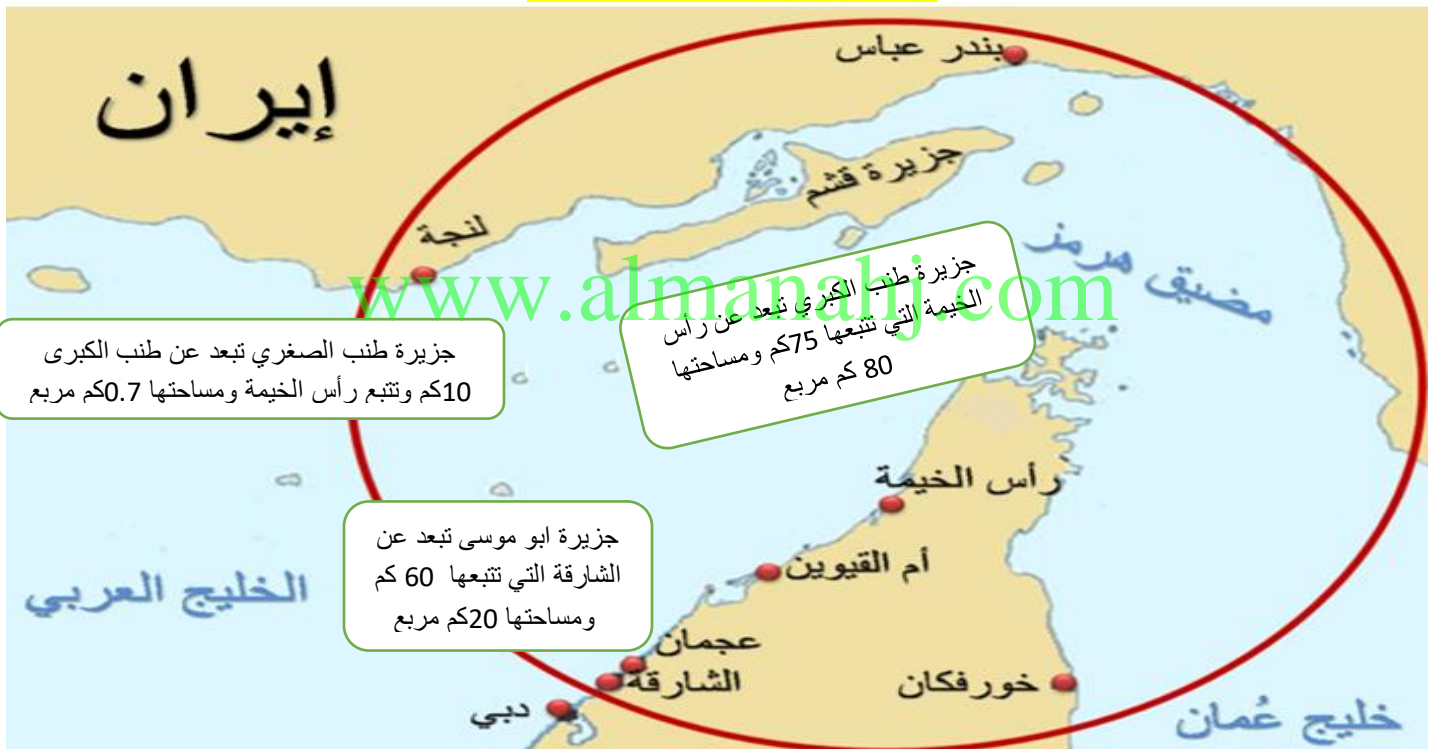 بندر عباس
إيران
جزيرة قشم
لنجة
مضيق هرمز
www.almanahj.com
جزيرة طنب الكبري تبعد عن رأس
الخيمة التي تتبعها 75كم ومساحتها
80 كم مربع
جزيرة طنب الصغري تبعد عن طنب الكبرى
10كم وتتبع رأس الخيمة ومساحتها 0.7كم مربع
رأس الخيمة
جزيرة ابو موسى تبعد عن
الشارقة التي تتبعها 60 كم
ومساحتها 20كم مربع
أم القيوين
الخليج العربي
عجمان
الشارقة
خورفكان
دبي
خليج عُمان